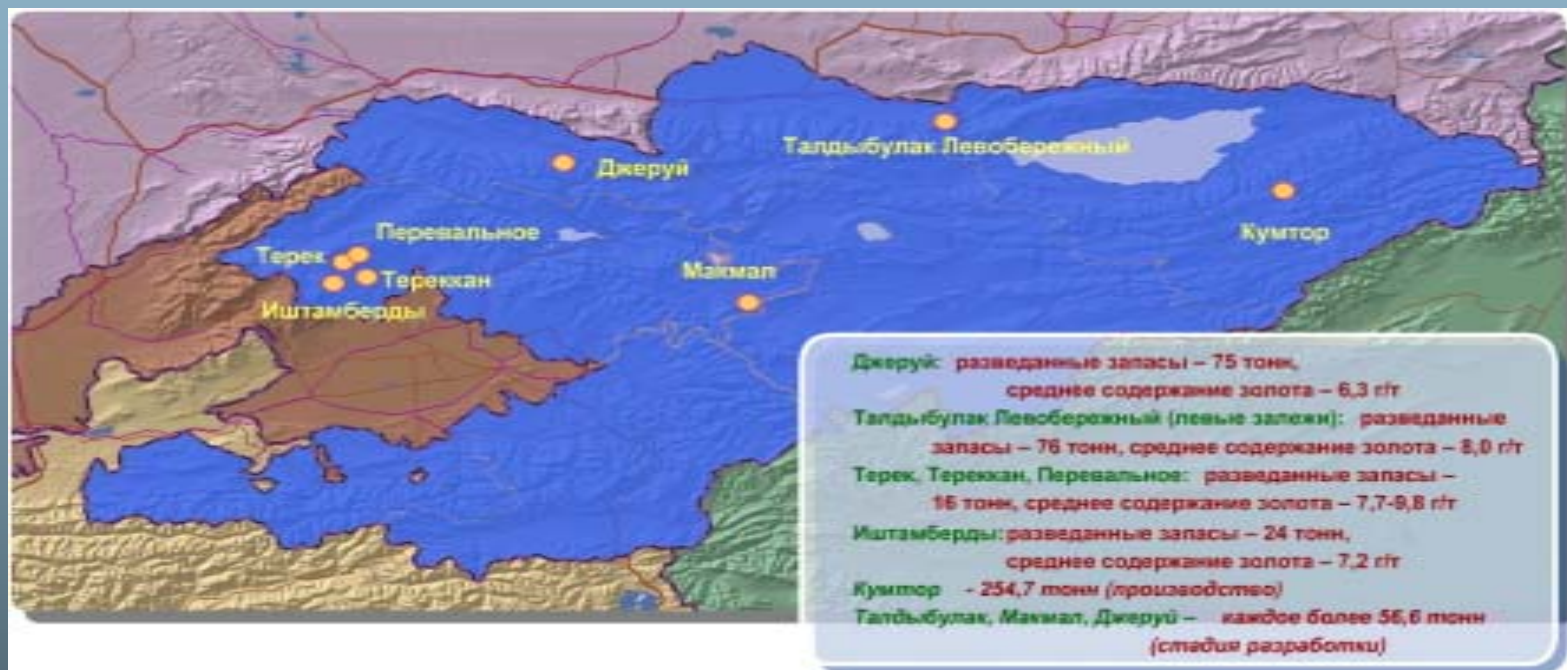 Талдыбулак Левобережный
Джеруй
Перевальное
Кумтор
Терек
Макмал
Тереккан
Иштамберды
Джеруй: разведанные запасы – 75 тонн,
среднее содержание золота – 6,3 г/т
Талдыбулак Левобережный (левые залежи): разведанные
запасы – 76 тонн, среднее содержание золота – 8,0 г/т
Терек, Тереккан, Перевальное: разведанные запасы –
16 тонн, среднее содержание золота – 7,7-9,8 г/т
Иштамберды: разведанные запасы – 24 тонн,
среднее содержание золота – 7,2 г/т
Кумтор - 254,7 тонн (производство)
Талдыбулак, Макмал, Джеруй – каждое более 56,6 тонн
(стадия разработки)